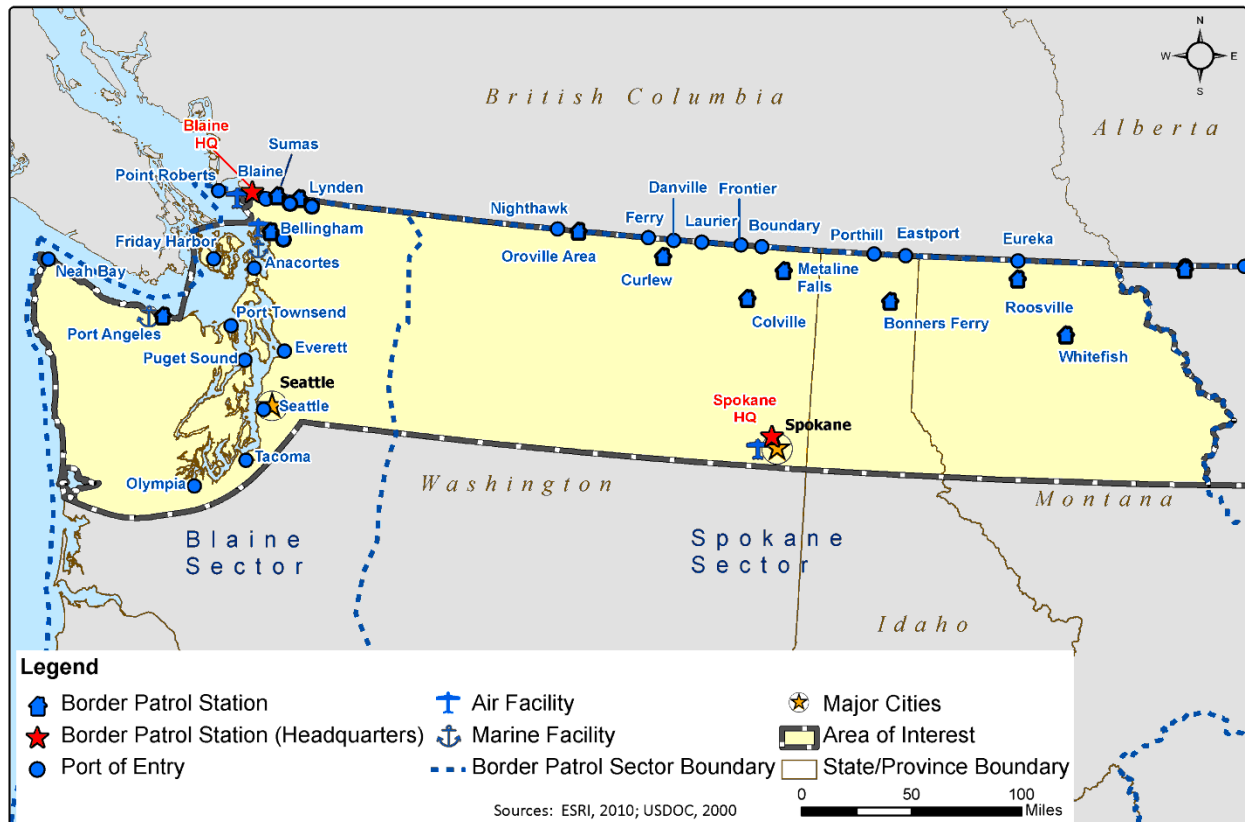 N
W
E
S
British Columbia
Alberta
Blaine
HQ
Sumas
Point Roberts
Blaine
Lynden
Bellingham
Friday Harbor
Neah Bay
Anacortes
Port Townsend
Port Angeles
Puget Sound
Everett
Seattle
Seattle
Tacoma
Olympia
Nighthawk
Oroville Area
Danville
Frontier
Ferry
Laurier
Boundary
Curlew
Metaline
Falls
Colville
Porthill
Eastport
Bonners Ferry
Eureka
Roosville
Whitefish
Spokane
HQ
Spokane
Washington
Montana
Idaho
Blaine
Sector
Spokane
Sector
Legend
Border Patrol Station
Border Patrol Station (Headquarters)
Port of Entry
Air Facility
Marine Facility
Border Patrol Sector Boundary
Major Cities
Area of Interest
State/Province Boundary
0 50 100
Miles
Sources: ESRI, 2010; USDOC, 2000